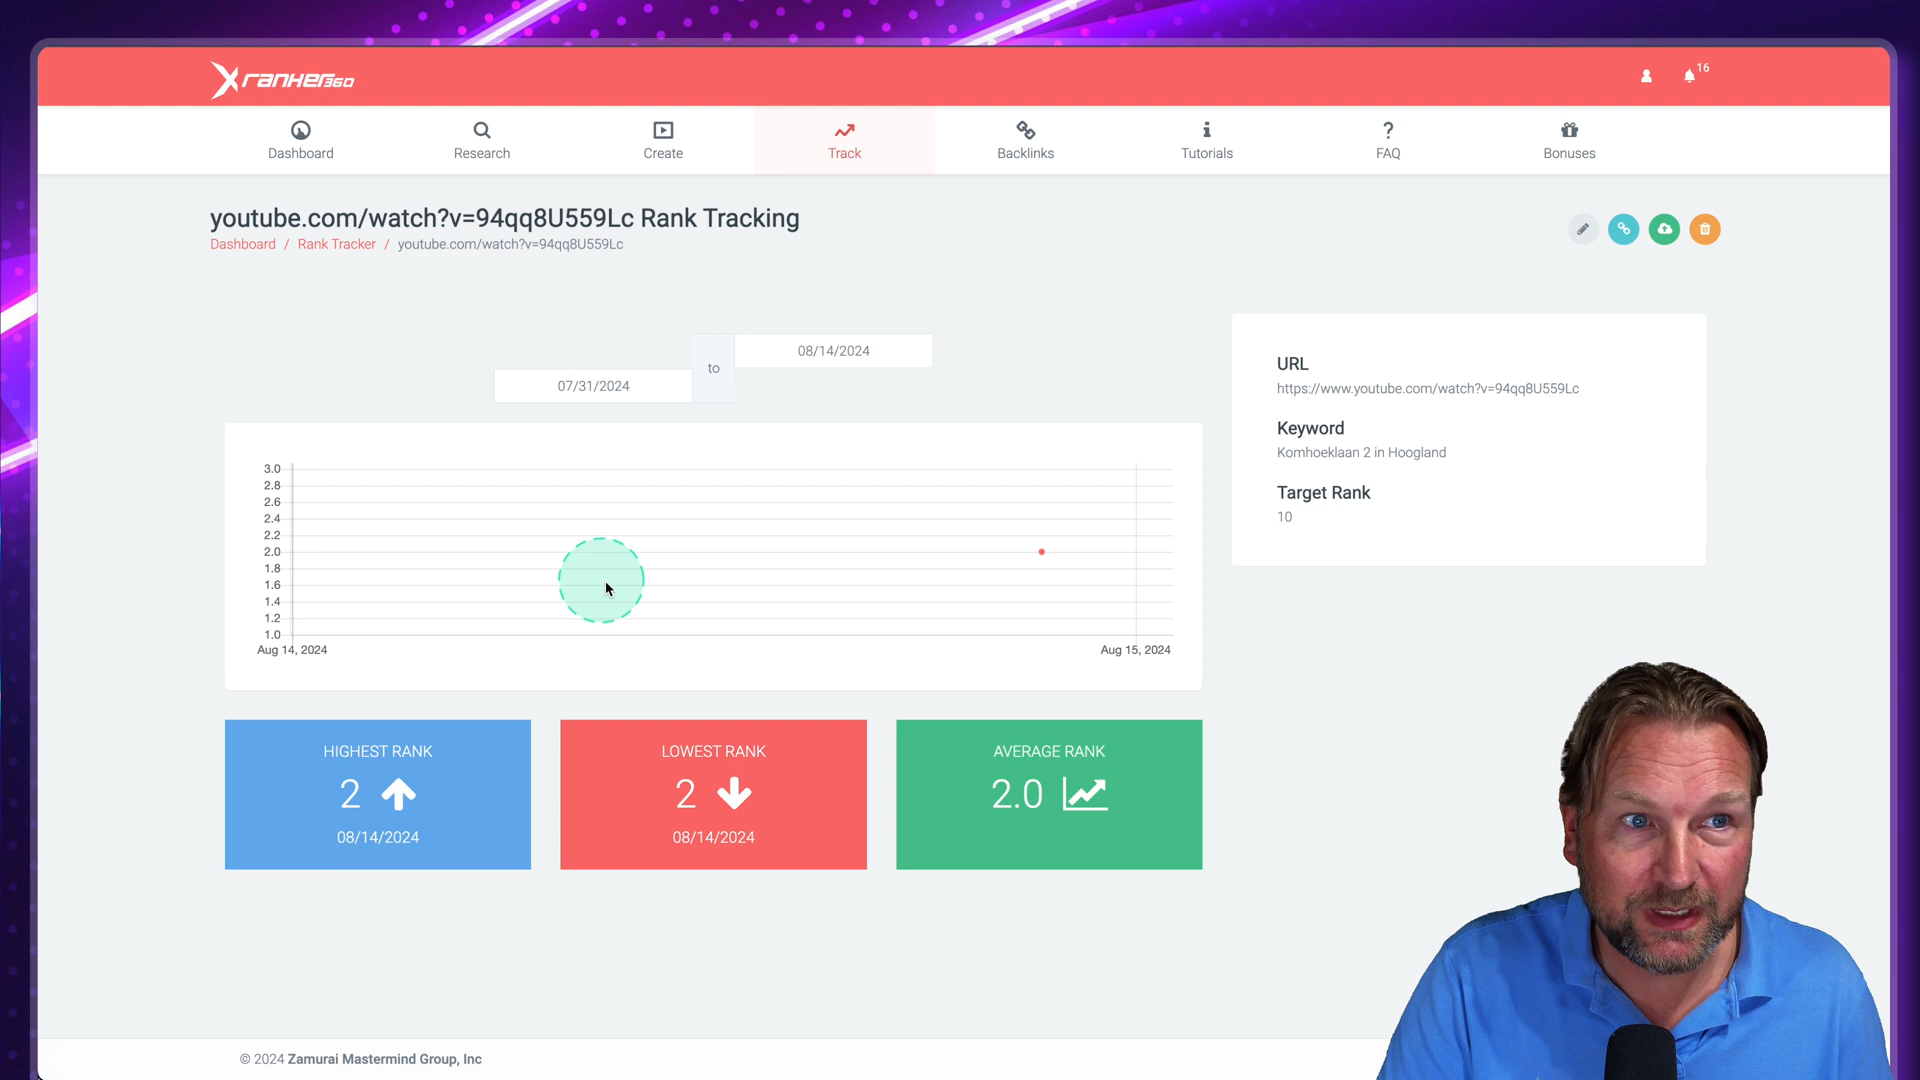 Xranker360
16
Dashboard
Research
Create
Track
Backlinks
Tutorials
FAQ
Bonuses
youtube.com/watch?v=94qq8U559Lc Rank Tracking
Dashboard / Rank Tracker / youtube.com/watch?v=94qq8U559Lc
07/31/2024
to
08/14/2024
3.0
2.8
2.6
2.4
2.2
2.0
1.8
1.6
1.4
1.2
1.0
Aug 14, 2024
Aug 15, 2024
URL
https://www.youtube.com/watch?v=94qq8U559Lc
Keyword
Komhoeklaan 2 in Hoogland
Target Rank
10
HIGHEST RANK
2
08/14/2024
LOWEST RANK
2
08/14/2024
AVERAGE RANK
2.0
© 2024 Zamurai Mastermind Group, Inc